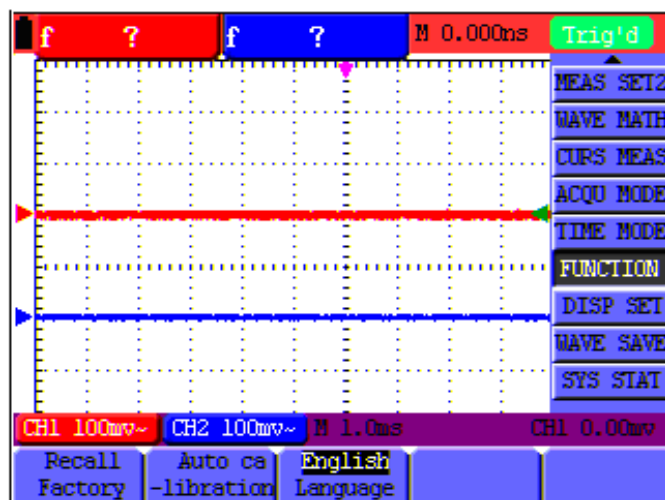 f ? f ? M 0.000ns Trig'd
MEAS SET2
WAVE MATH
CURS MEAS
ACQU MODE
TIME MODE
FUNCTION
DISP SET
WAVE SAVE
SYS STAT
CH1 100mv~ CH2 100mv~ M 1.0ms CH1 0.00mv
Recall Auto ca English
Factory -libration Language